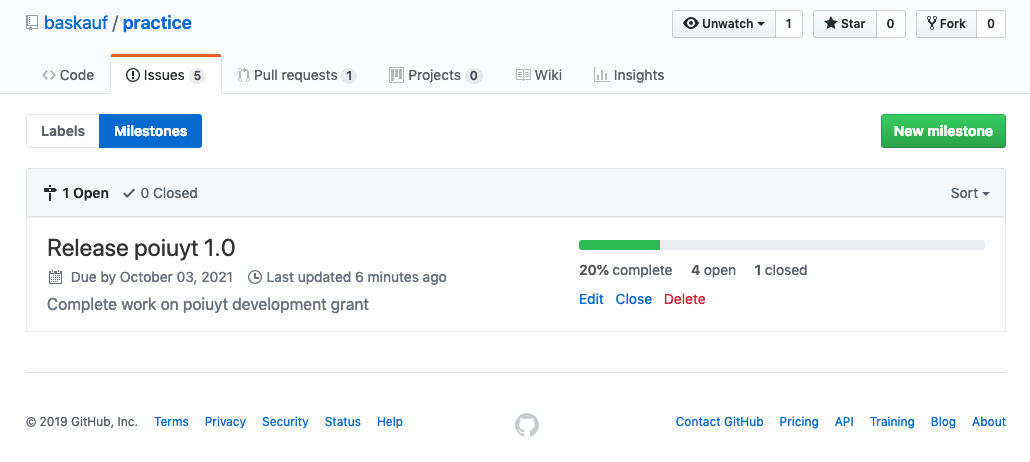 baskauf / practice
Unwatch 1 Star 0 Fork 0
Code Issues 5 Pull requests 1 Projects 0 Wiki Insights
Labels Milestones New milestone
1 Open 0 Closed Sort
Release poiuyt 1.0
Due by October 03, 2021 Last updated 6 minutes ago
Complete work on poiuyt development grant
20% complete 4 open 1 closed
Edit Close Delete
© 2019 GitHub, Inc. Terms Privacy Security Status Help Contact GitHub Pricing API Training Blog About